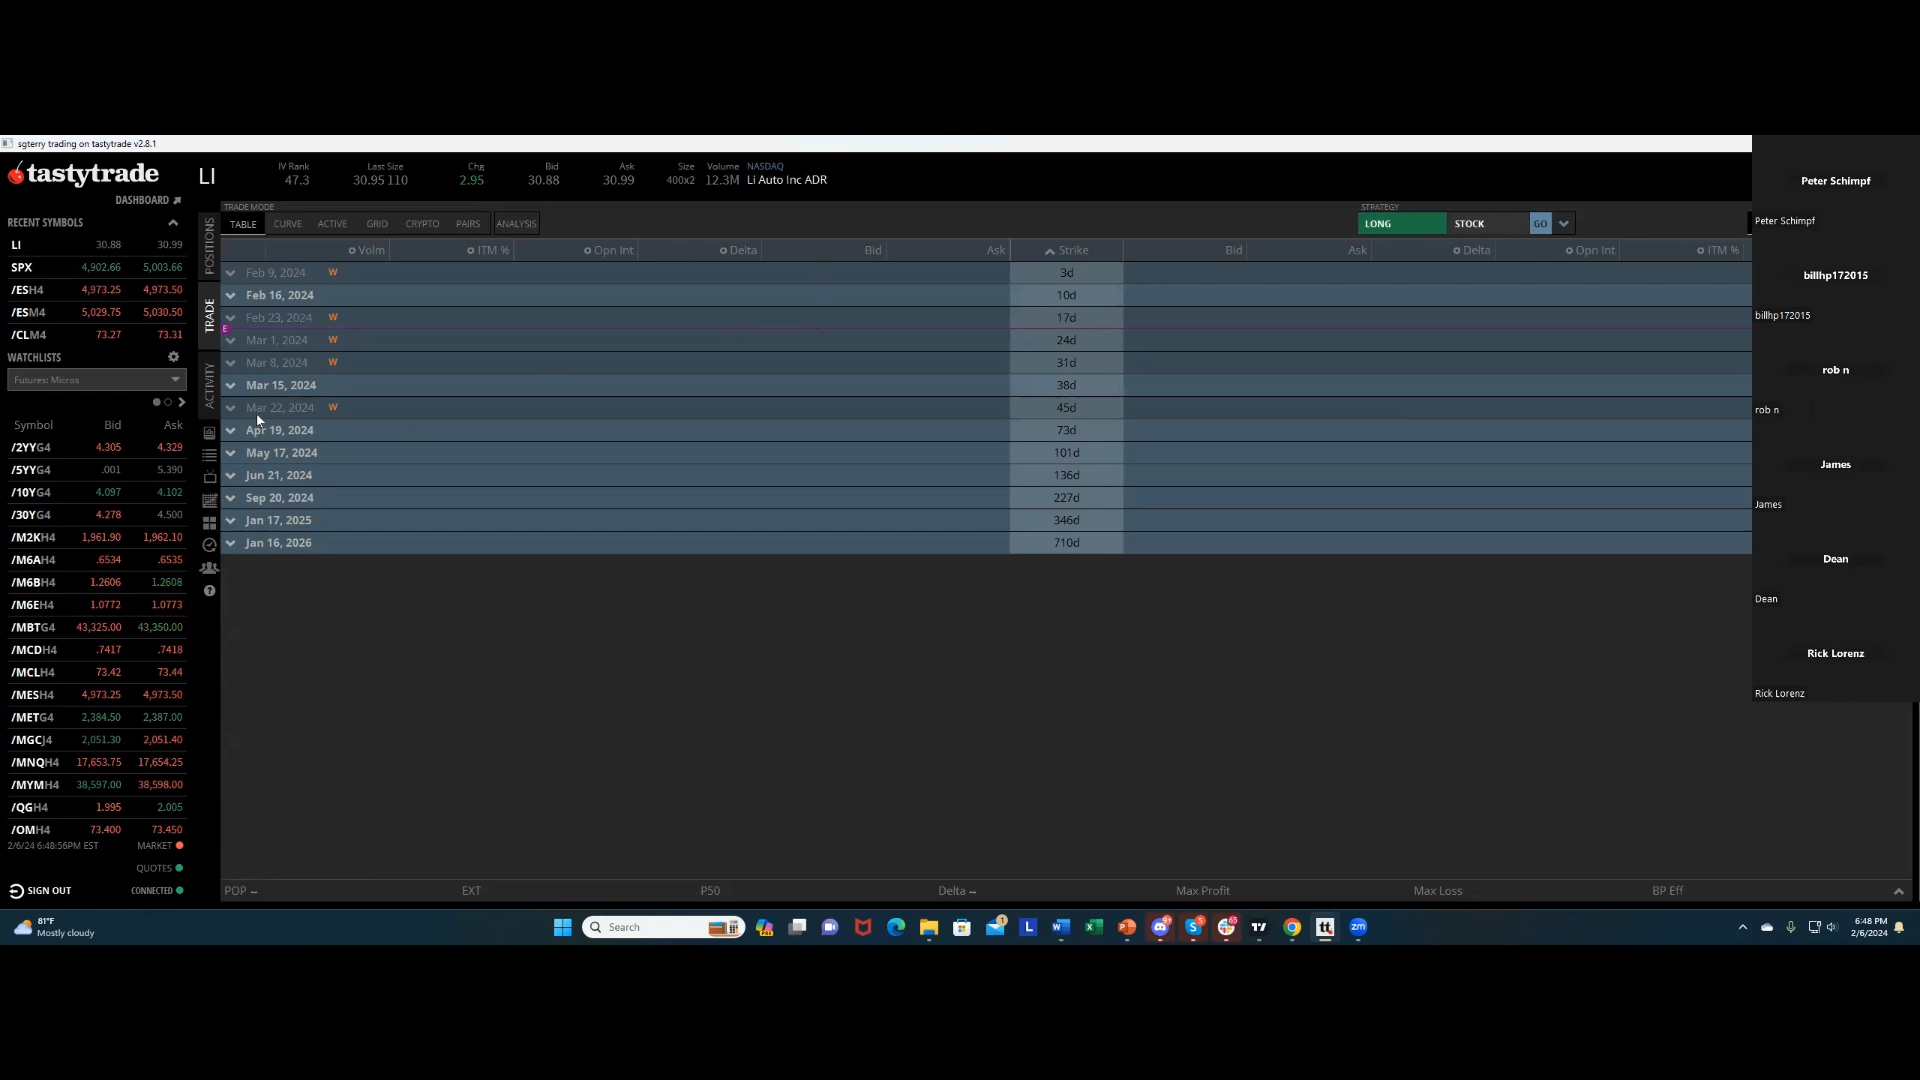 sgterry trading on tastytrade v2.8.1
tastytrade
DASHBOARD
LI
IV Rank
47.3
Last Size
30.95 110
Chg
2.95
Bid
30.88
Ask
30.99
Size
400x2
Volume
12.3M
NASDAQ
Li Auto Inc ADR
RECENT SYMBOLS
LI 30.88 30.99
SPX 4,902.66 5,003.66
/ESH4 4,973.25 4,973.50
/ESM4 5,029.75 5,030.50
/CLM4 73.27 73.31
WATCHLISTS
Futures: Micros
Symbol Bid Ask
/2YYG4 4.305 4.329
/5YYG4 .001 5.390
/10YG4 4.097 4.102
/30YG4 4.278 4.500
/M2KH4 1,961.90 1,962.10
/M6AH4 .6534 .6535
/M6BH4 1.2606 1.2608
/M6EH4 1.0772 1.0773
/MBTG4 43,325.00 43,350.00
/MCDH4 .7417 .7418
/MCLH4 73.42 73.44
/MESH4 4,973.25 4,973.50
/METG4 2,384.50 2,387.00
/MGCJ4 2,051.30 2,051.40
/MNQH4 17,653.75 17,654.25
/MYMH4 38,597.00 38,598.00
/QGH4 1.995 2.005
/QMH4 73.400 73.450
2/6/24 6:48:56PM EST MARKET
QUOTES
SIGN OUT CONNECTED
POSITIONS
TRADE
ACTIVITY
TRADE MODE
TABLE CURVE ACTIVE GRID CRYPTO PAIRS ANALYSIS
STRATEGY
LONG STOCK GO
Volm ITM % Opn Int Delta Bid Ask Strike Bid Ask Delta Opn Int ITM %
Feb 9, 2024 W 3d
Feb 16, 2024 10d
Feb 23, 2024 W 17d
E
Mar 1, 2024 W 24d
Mar 8, 2024 W 31d
Mar 15, 2024 38d
Mar 22, 2024 W 45d
Apr 19, 2024 73d
May 17, 2024 101d
Jun 21, 2024 136d
Sep 20, 2024 227d
Jan 17, 2025 346d
Jan 16, 2026 710d
POP -- EXT P50 Delta -- Max Profit Max Loss BP Eff
Peter Schimpf
Peter Schimpf
billhp172015
billhp172015
rob n
rob n
James
James
Dean
Dean
Rick Lorenz
Rick Lorenz
81°F
Mostly cloudy
Search
6:48 PM
2/6/2024